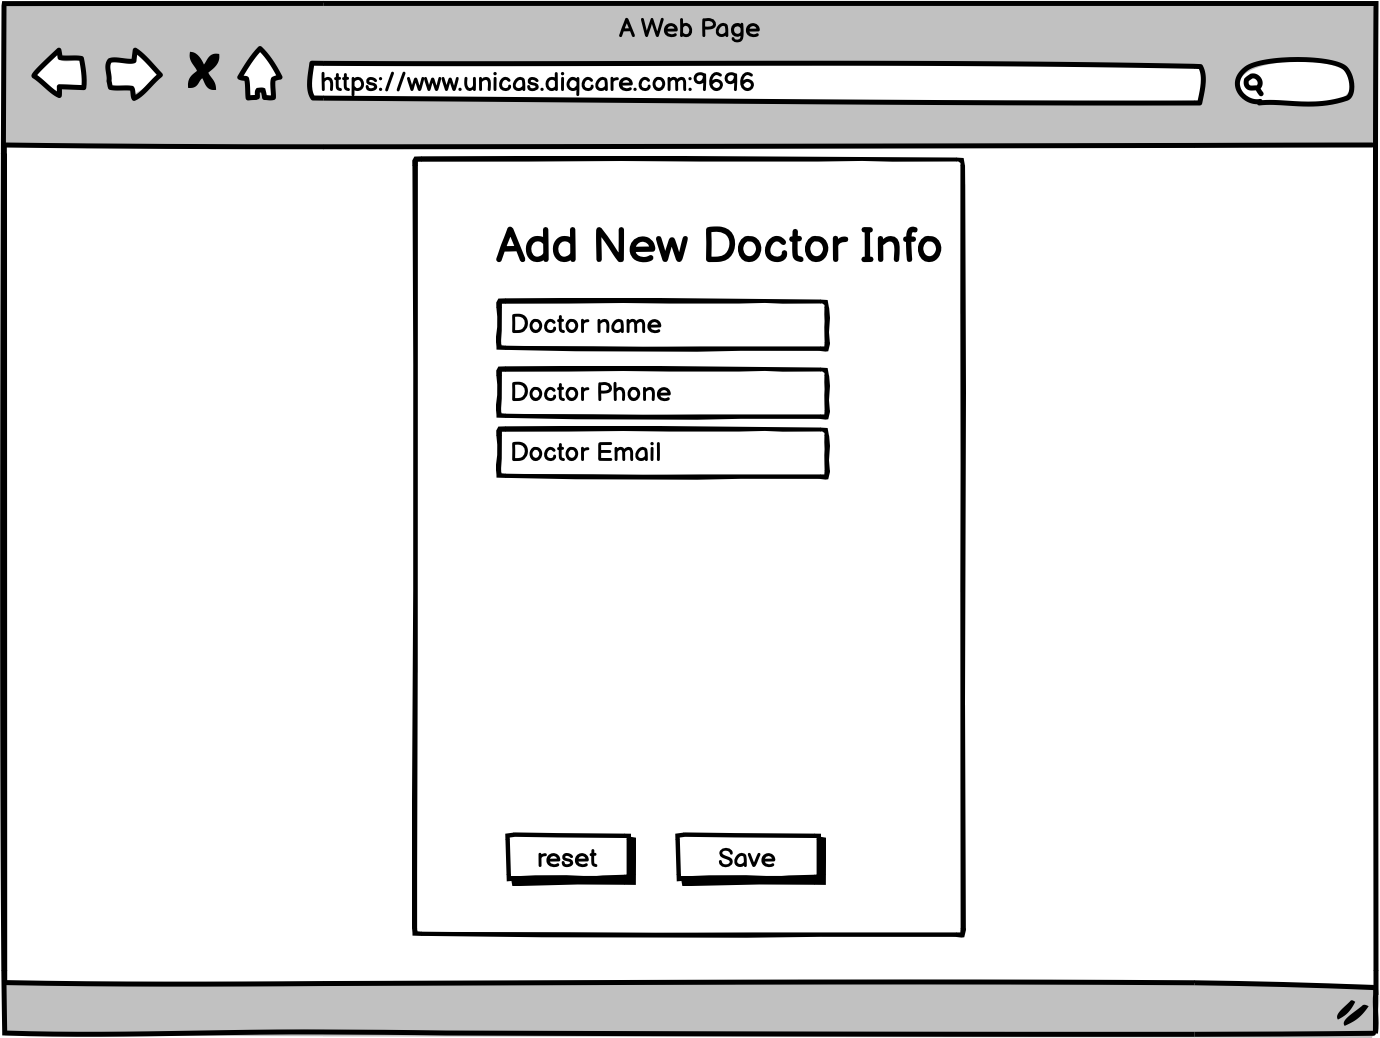 A Web Page
https://www.unicas.diqcare.com:9696
Add New Doctor Info
Doctor name
Doctor Phone
Doctor Email
reset
Save